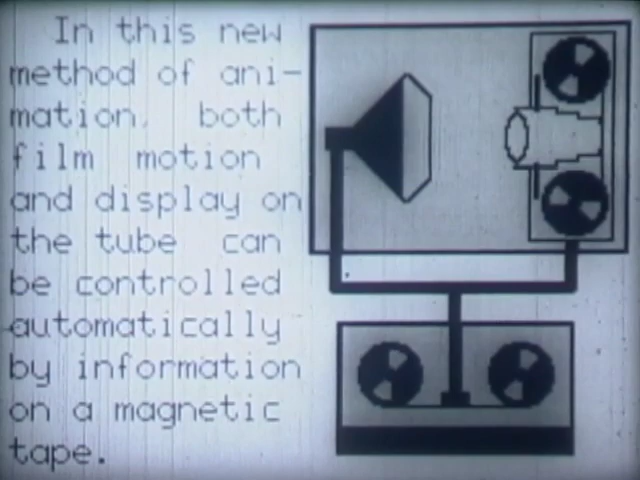 In this new
method of ani-
mation, both
film motion
and display on
the tube can
be controlled
automatically
by information
on a magnetic
tape.